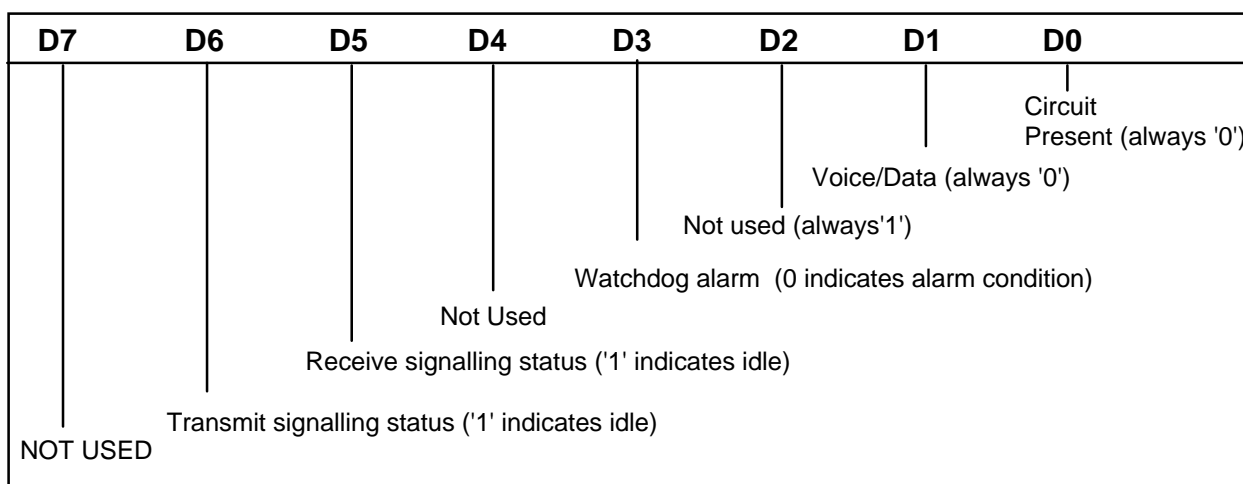 D7 D6 D5 D4 D3 D2 D1 D0
Circuit
Present (always '0')
Voice/Data (always '0')
Not used (always'1')
Watchdog alarm  (0 indicates alarm condition)
Not Used
Receive signalling status ('1' indicates idle)
Transmit signalling status ('1' indicates idle)
NOT USED